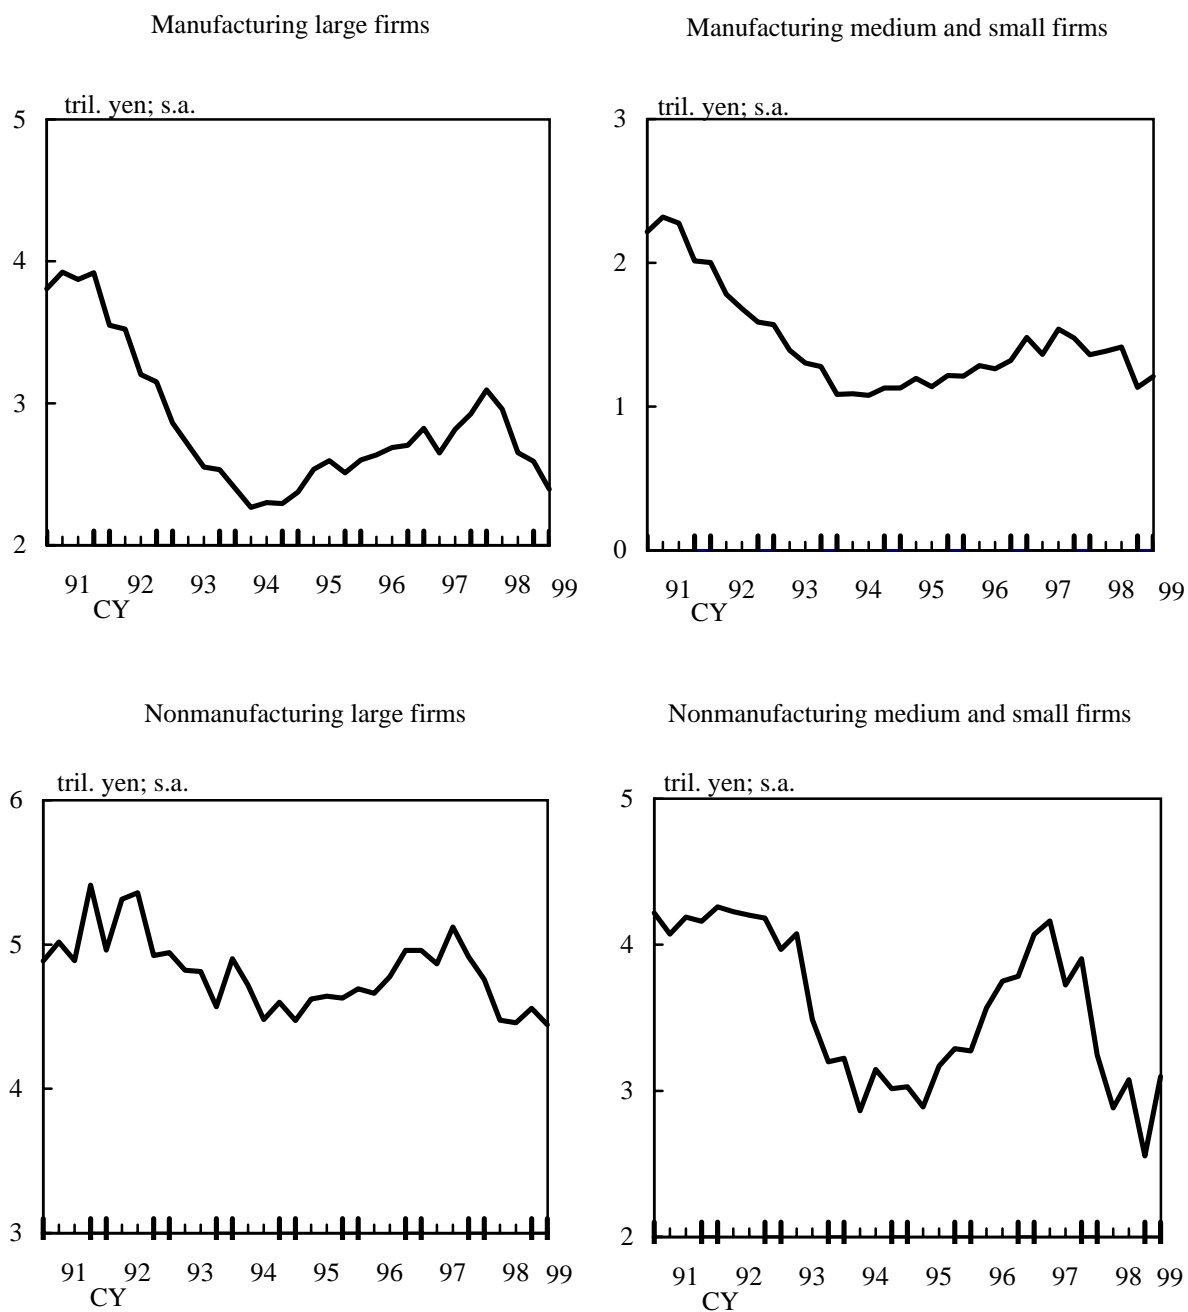 Manufacturing large firms
tril. yen; s.a.
5
4
3
2
91 92 93 94 95 96 97 98 99
CY
Manufacturing medium and small firms
tril. yen; s.a.
3
2
1
0
91 92 93 94 95 96 97 98 99
CY
Nonmanufacturing large firms
tril. yen; s.a.
6
5
4
3
91 92 93 94 95 96 97 98 99
CY
Nonmanufacturing medium and small firms
tril. yen; s.a.
5
4
3
2
91 92 93 94 95 96 97 98 99
CY